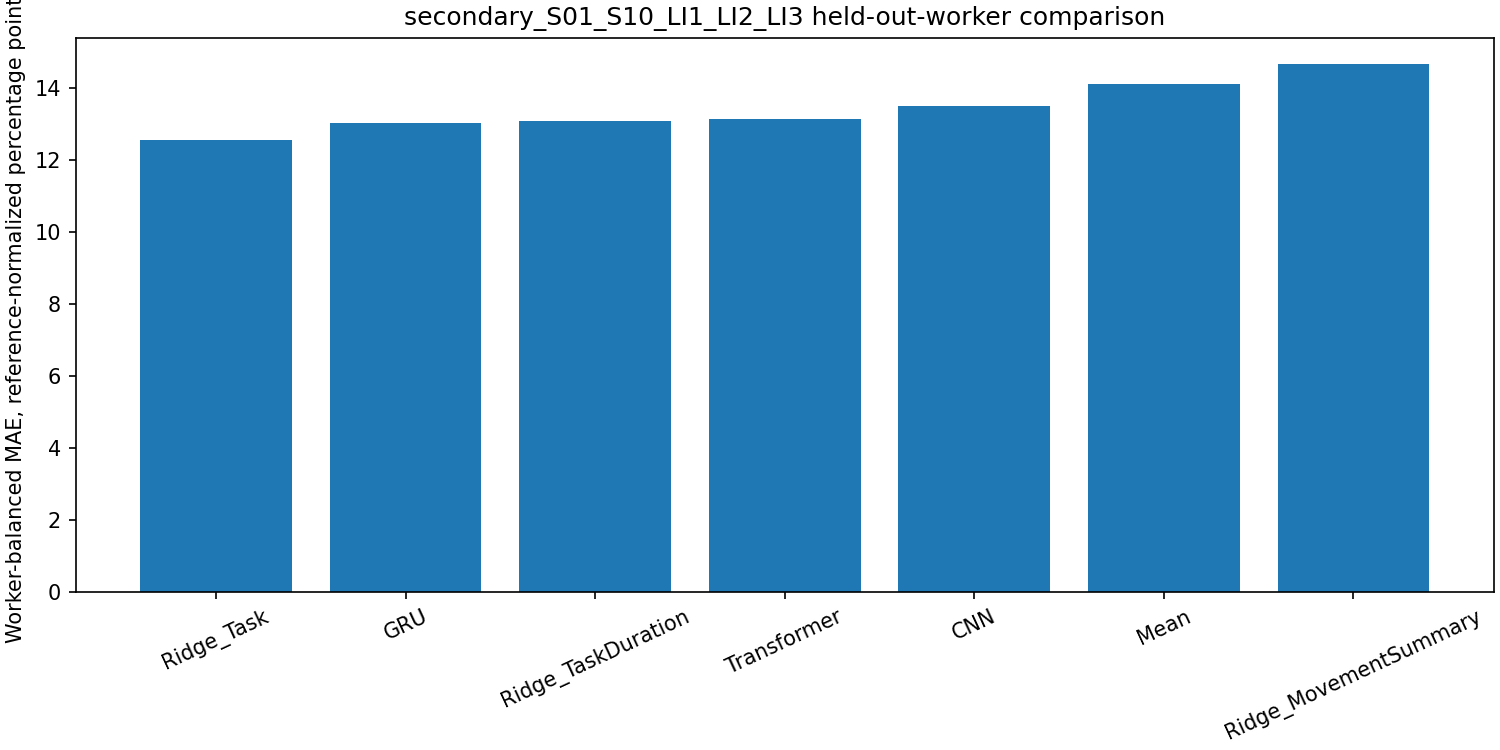 secondary_S01_S10_LI1_LI2_LI3 held-out-worker comparison
Worker-balanced MAE, reference-normalized percentage point
14
12
10
8
6
4
2
0
Ridge_Task
GRU
Ridge_TaskDuration
Transformer
CNN
Mean
Ridge_MovementSummary